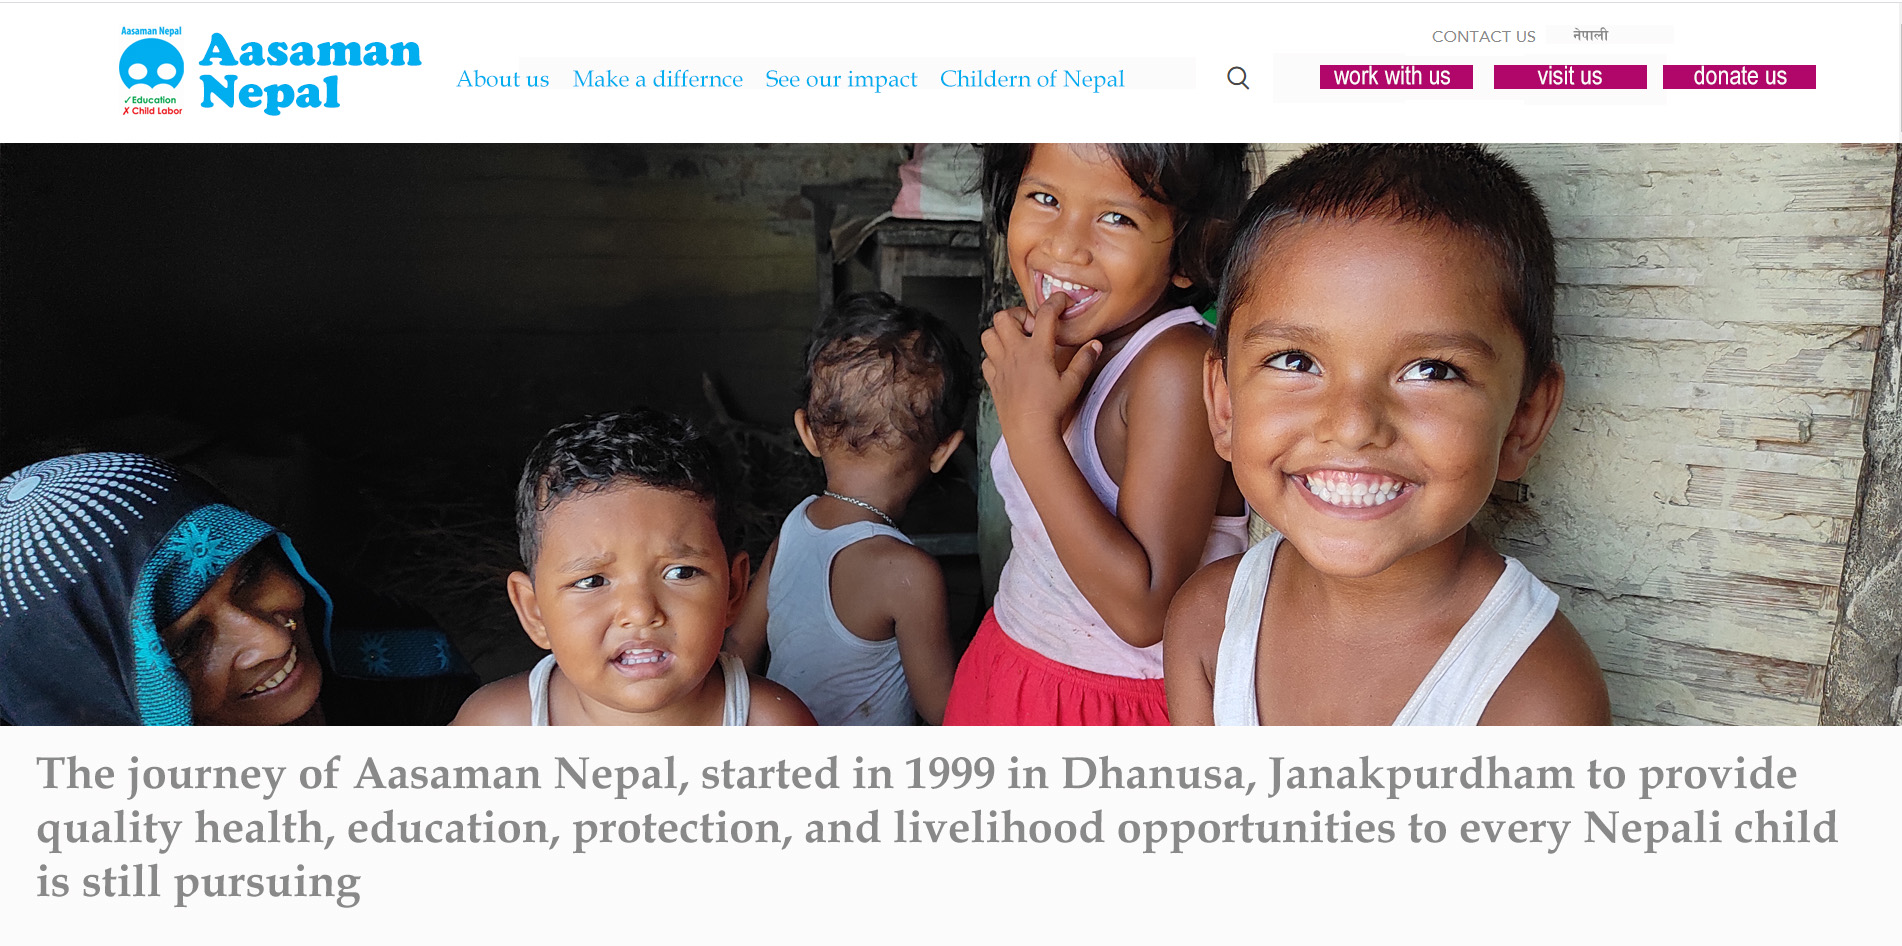 Aasaman Nepal
✓Education
✗ Child Labor
Aasaman
Nepal
About us Make a differnce See our impact Childern of Nepal
CONTACT US नेपाली
work with us visit us donate us
The journey of Aasaman Nepal, started in 1999 in Dhanusa, Janakpurdham to provide
quality health, education, protection, and livelihood opportunities to every Nepali child
is still pursuing